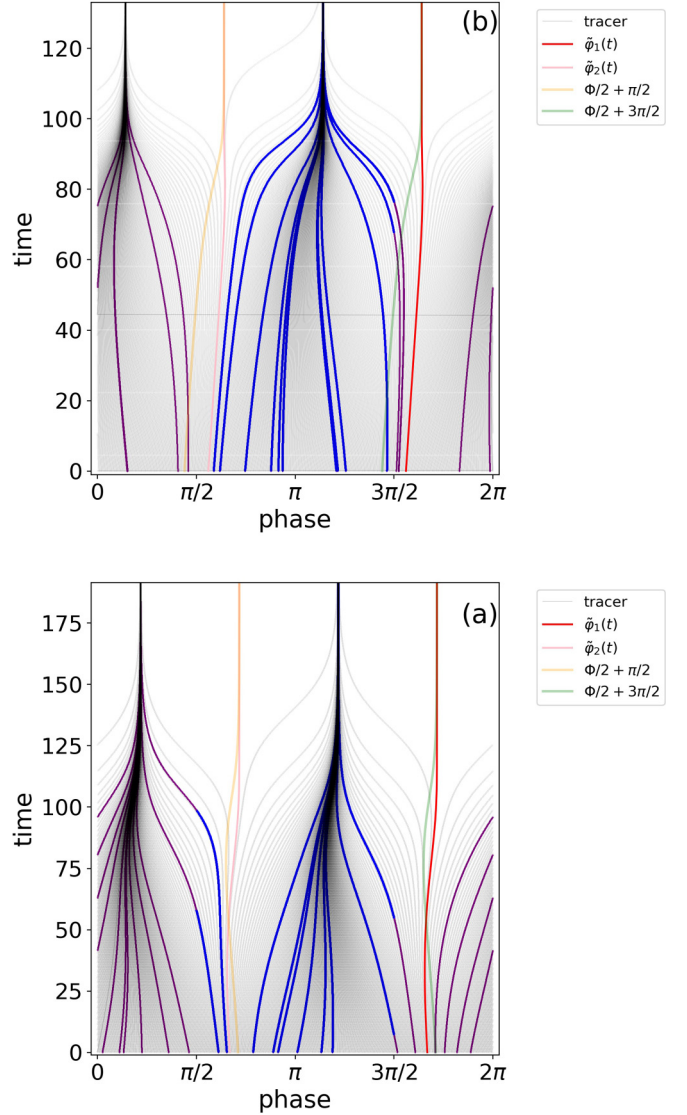 (b)
120
100
80
60
40
20
0
time
0 π/2 π 3π/2 2π
phase
tracer
φ̃₁(t)
φ̃₂(t)
Φ/2 + π/2
Φ/2 + 3π/2
(a)
175
150
125
100
75
50
25
0
time
0 π/2 π 3π/2 2π
phase
tracer
φ̃₁(t)
φ̃₂(t)
Φ/2 + π/2
Φ/2 + 3π/2